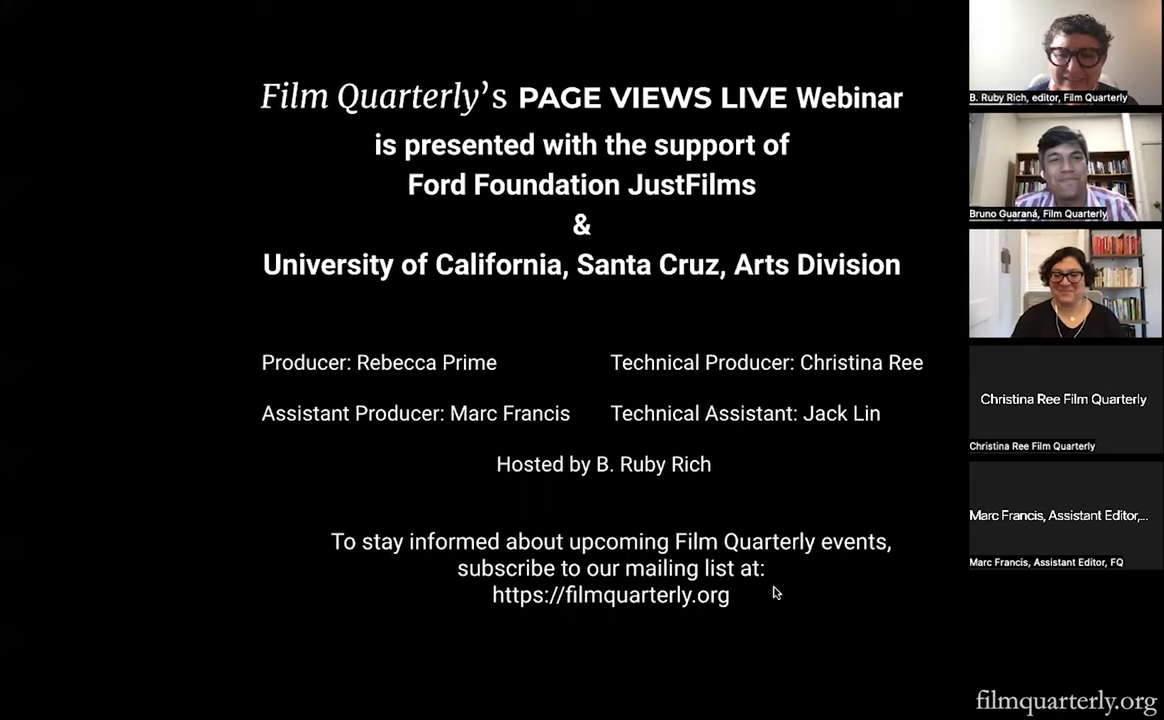 Film Quarterly's PAGE VIEWS LIVE Webinar
is presented with the support of
Ford Foundation JustFilms
&
University of California, Santa Cruz, Arts Division
Producer: Rebecca Prime
Technical Producer: Christina Ree
Assistant Producer: Marc Francis
Technical Assistant: Jack Lin
Hosted by B. Ruby Rich
To stay informed about upcoming Film Quarterly events,
subscribe to our mailing list at:
https://filmquarterly.org
B. Ruby Rich, editor, Film Quarterly
Bruno Guaraná, Film Quarterly
Christina Ree Film Quarterly
Christina Ree Film Quarterly
Marc Francis, Assistant Editor,...
Marc Francis, Assistant Editor, FQ
filmquarterly.org